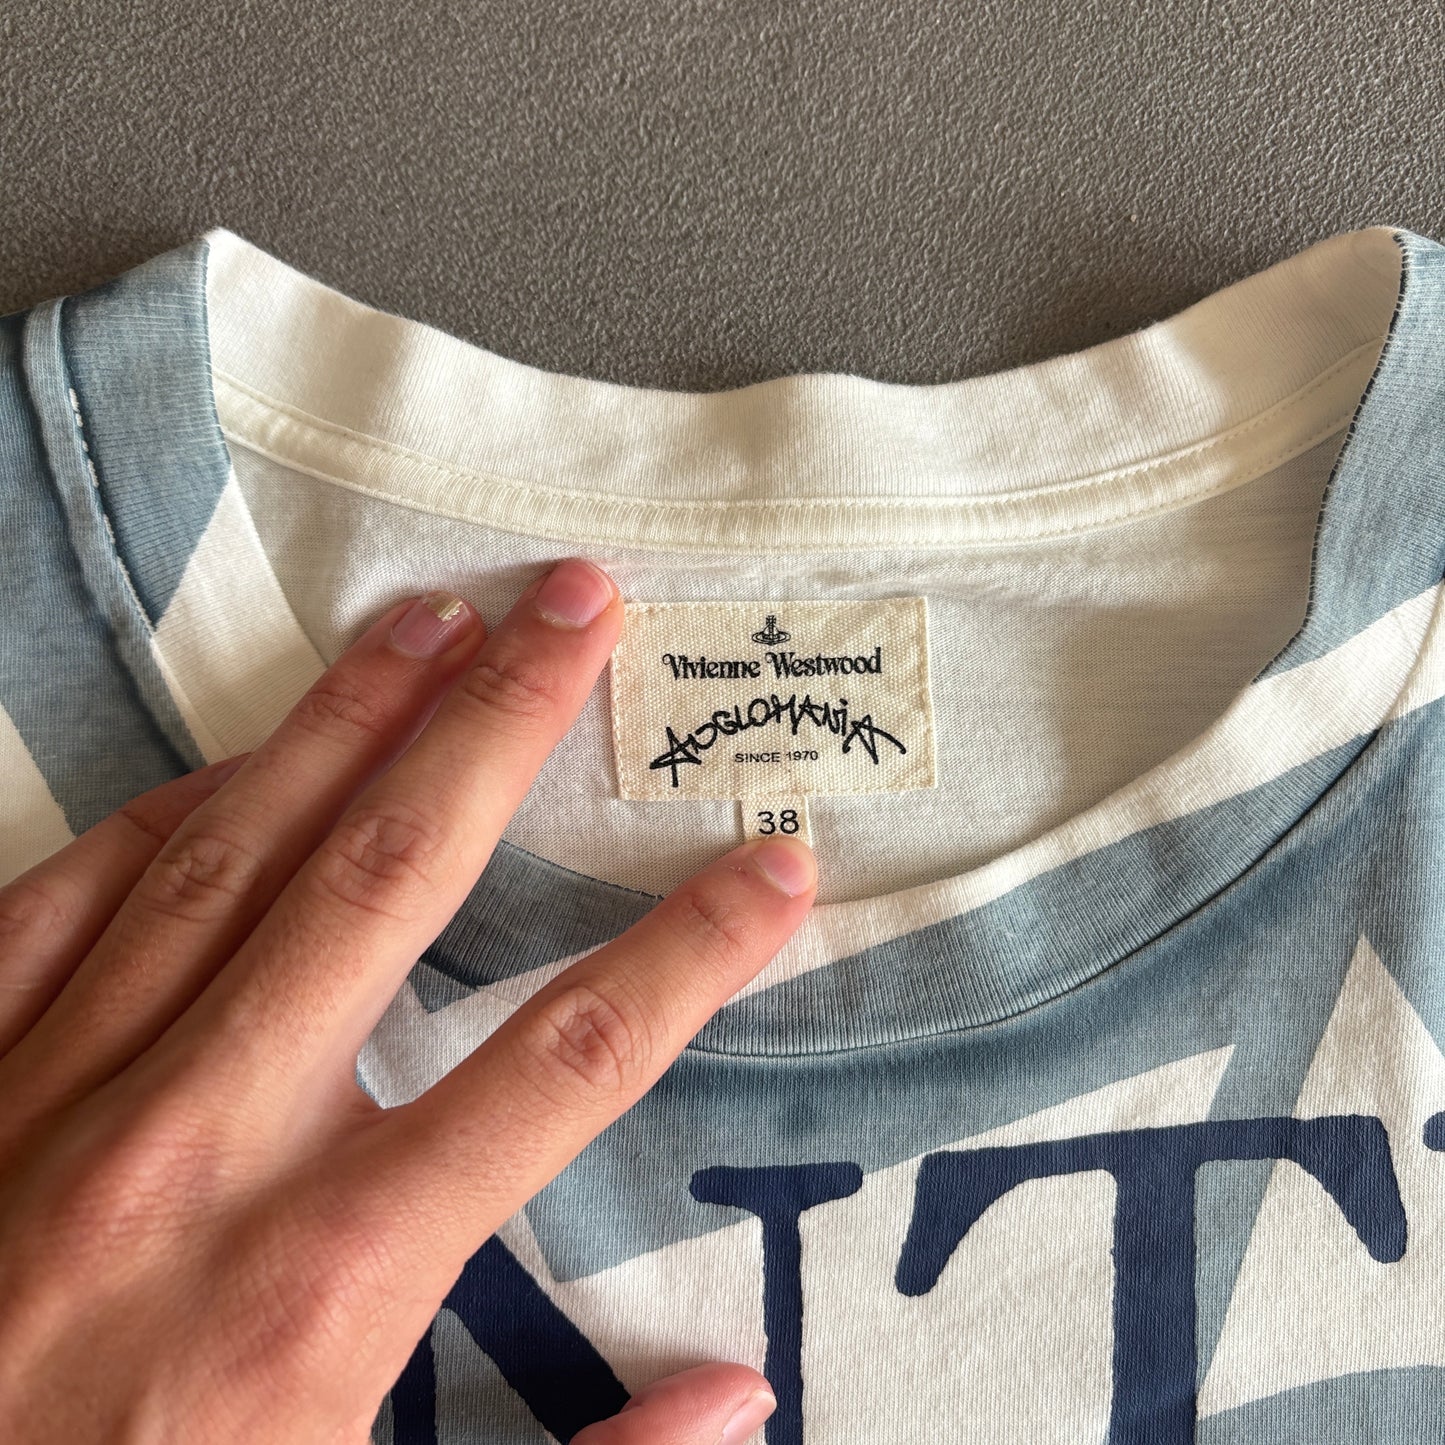 Vivienne Westwood
ANGLOMANIA
SINCE 1970
38
NT